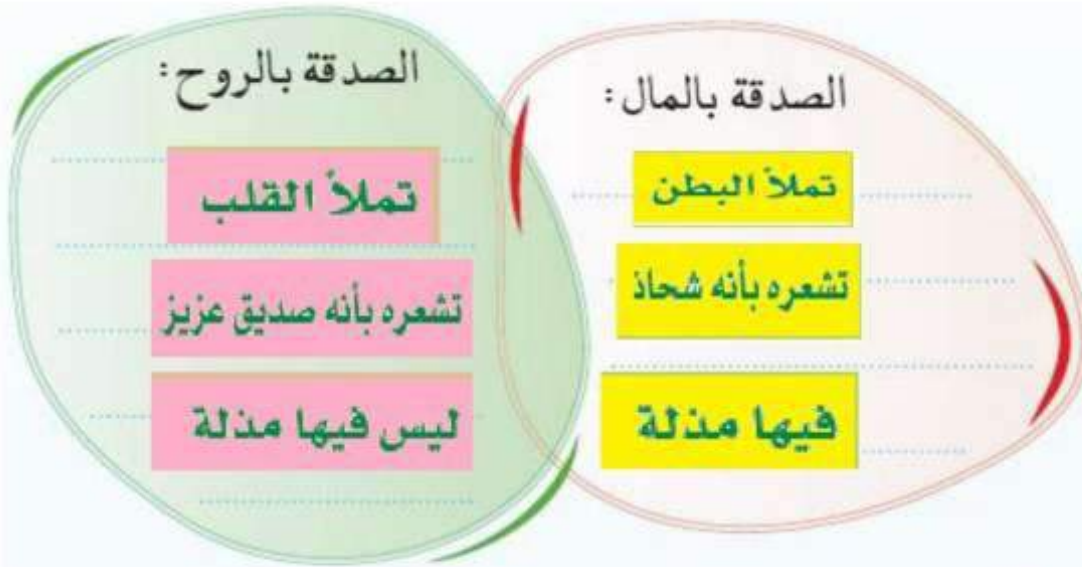 الصدقة بالمال:
تملأ البطن
تشعره بأنه شحاذ
فيها مذلة
الصدقة بالروح:
تملأ القلب
تشعره بأنه صديق عزيز
ليس فيها مذلة